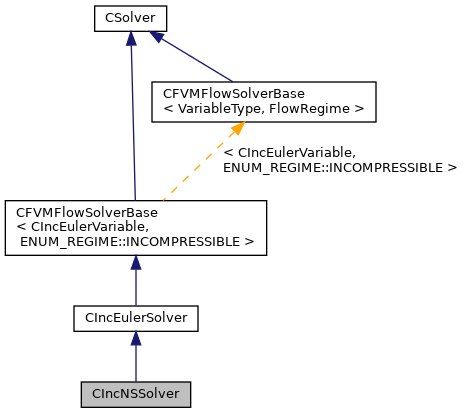 CSolver
CFVMFlowSolverBase
< VariableType, FlowRegime >
< CIncEulerVariable,
ENUM_REGIME::INCOMPRESSIBLE >
CFVMFlowSolverBase
< CIncEulerVariable,
ENUM_REGIME::INCOMPRESSIBLE >
CIncEulerSolver
CIncNSSolver